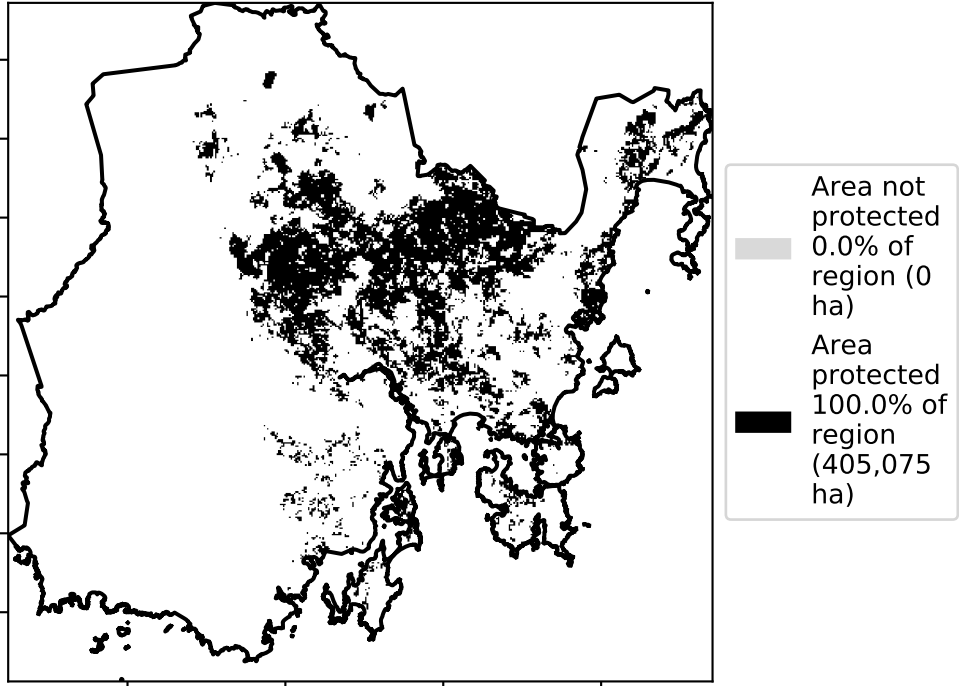 Area not
protected
0.0% of
region (0
ha)
Area
protected
100.0% of
region
(405,075
ha)